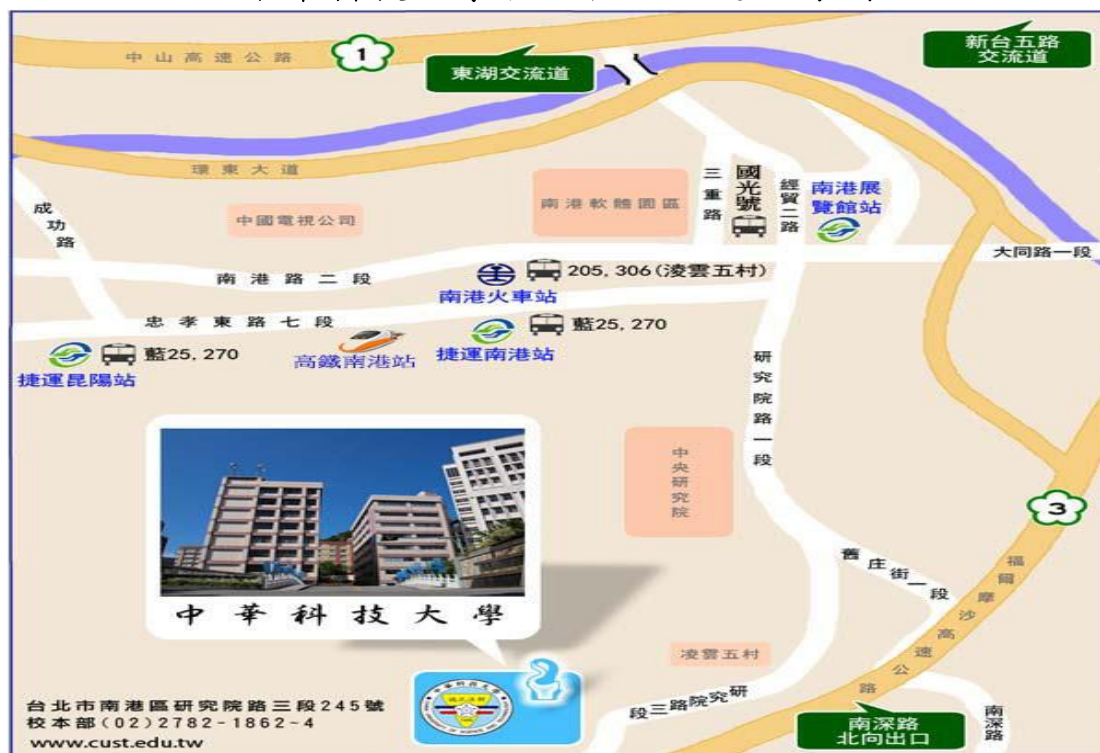 中山高速公路
1
東湖交流道
新台五路
交流道
環東大道
成功路
中國電視公司
南港軟體園區
三重路
國光號
經貿二路
南港展
覽館站
大同路一段
南港路二段
205, 306(淩雲五村)
南港火車站
忠孝東路七段
藍25, 270
捷運昆陽站
高鐵南港站
藍25, 270
捷運南港站
研究院路一段
中央研究院
3
舊庄街一段
福爾摩沙高速公路
中華科技大學
凌雲五村
研究院路三段
南深路
南深路
北向出口
台北市南港區研究院路三段245號
校本部(02)2782-1862~4
www.cust.edu.tw